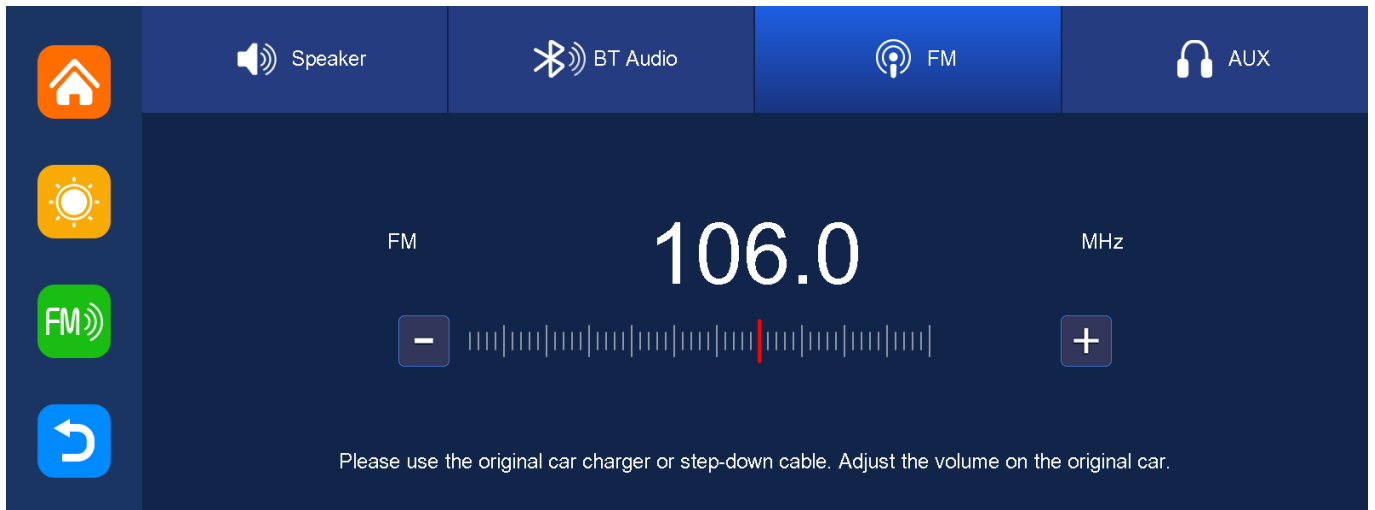 Speaker
BT Audio
FM
AUX
FM 106.0 MHz
FM
Please use the original car charger or step-down cable. Adjust the volume on the original car.